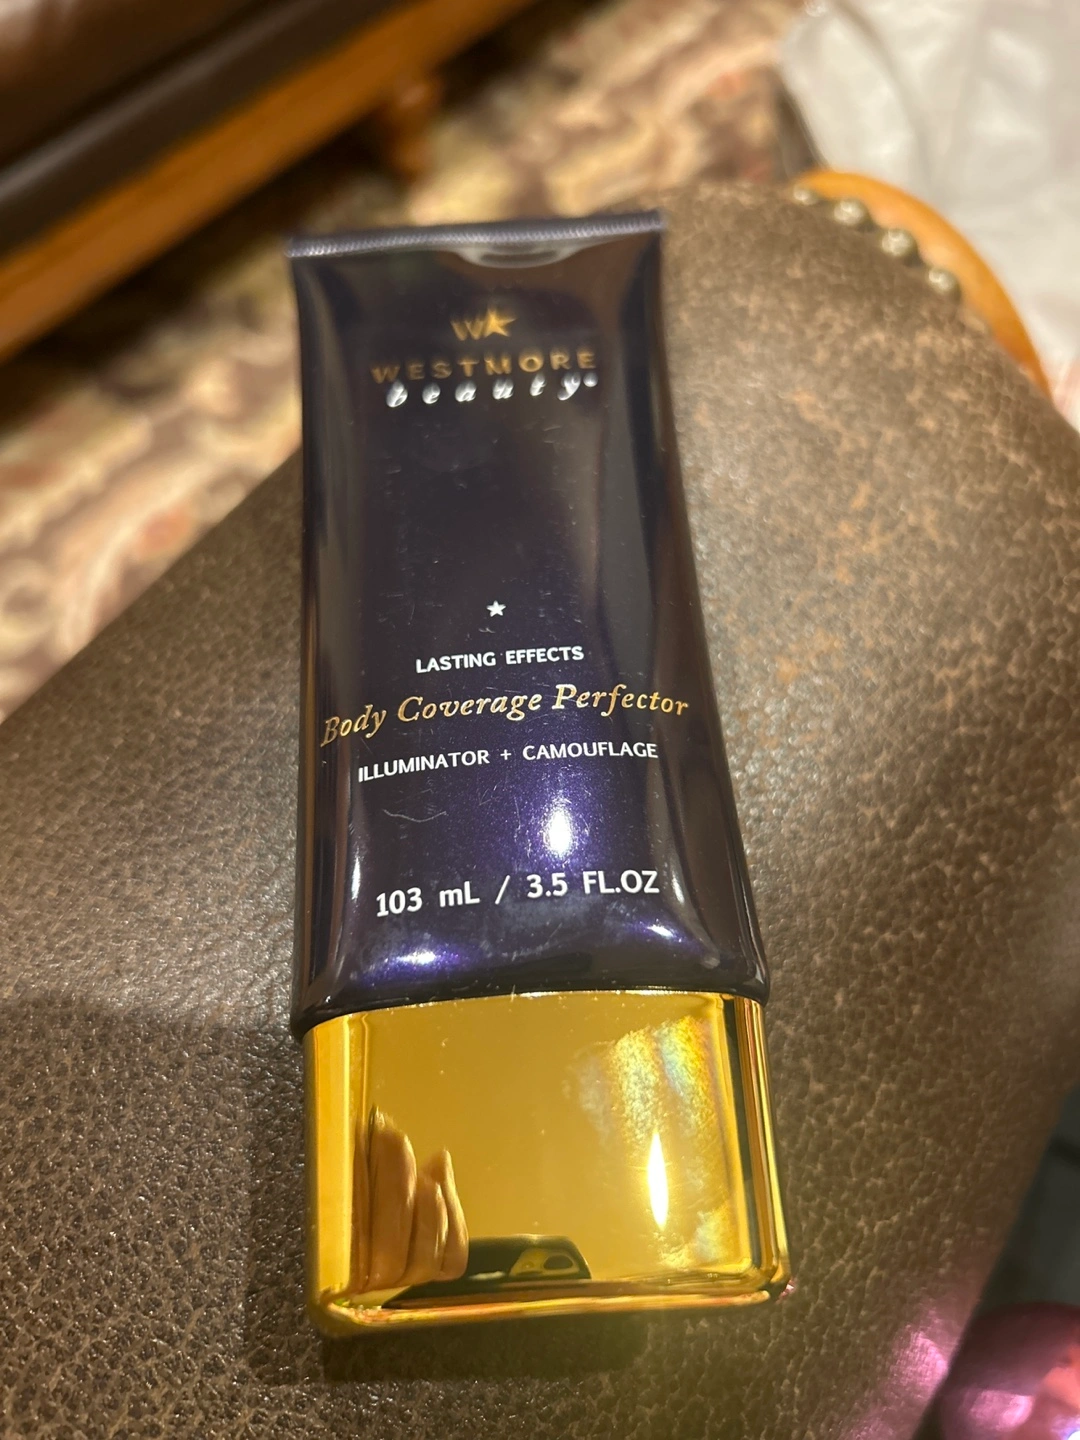 W
WESTMORE
beauty
LASTING EFFECTS
Body Coverage Perfector
ILLUMINATOR + CAMOUFLAGE
103 mL / 3.5 FL.OZ